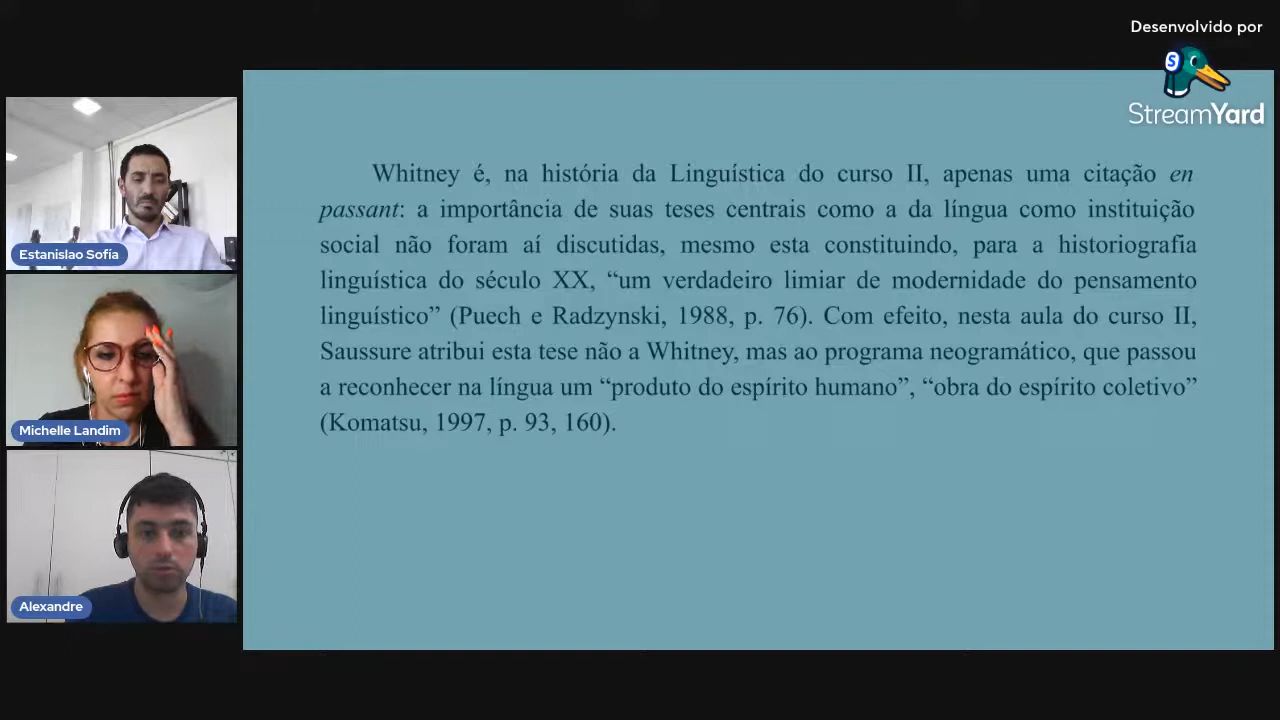 Desenvolvido por
StreamYard
Whitney é, na história da Linguística do curso II, apenas uma citação en
passant: a importância de suas teses centrais como a da língua como instituição
social não foram aí discutidas, mesmo esta constituindo, para a historiografia
linguística do século XX, “um verdadeiro limiar de modernidade do pensamento
linguístico” (Puech e Radzynski, 1988, p. 76). Com efeito, nesta aula do curso II,
Saussure atribui esta tese não a Whitney, mas ao programa neogramático, que passou
a reconhecer na língua um “produto do espírito humano”, “obra do espírito coletivo”
(Komatsu, 1997, p. 93, 160).
Estanislao Sofía
Michelle Landim
Alexandre